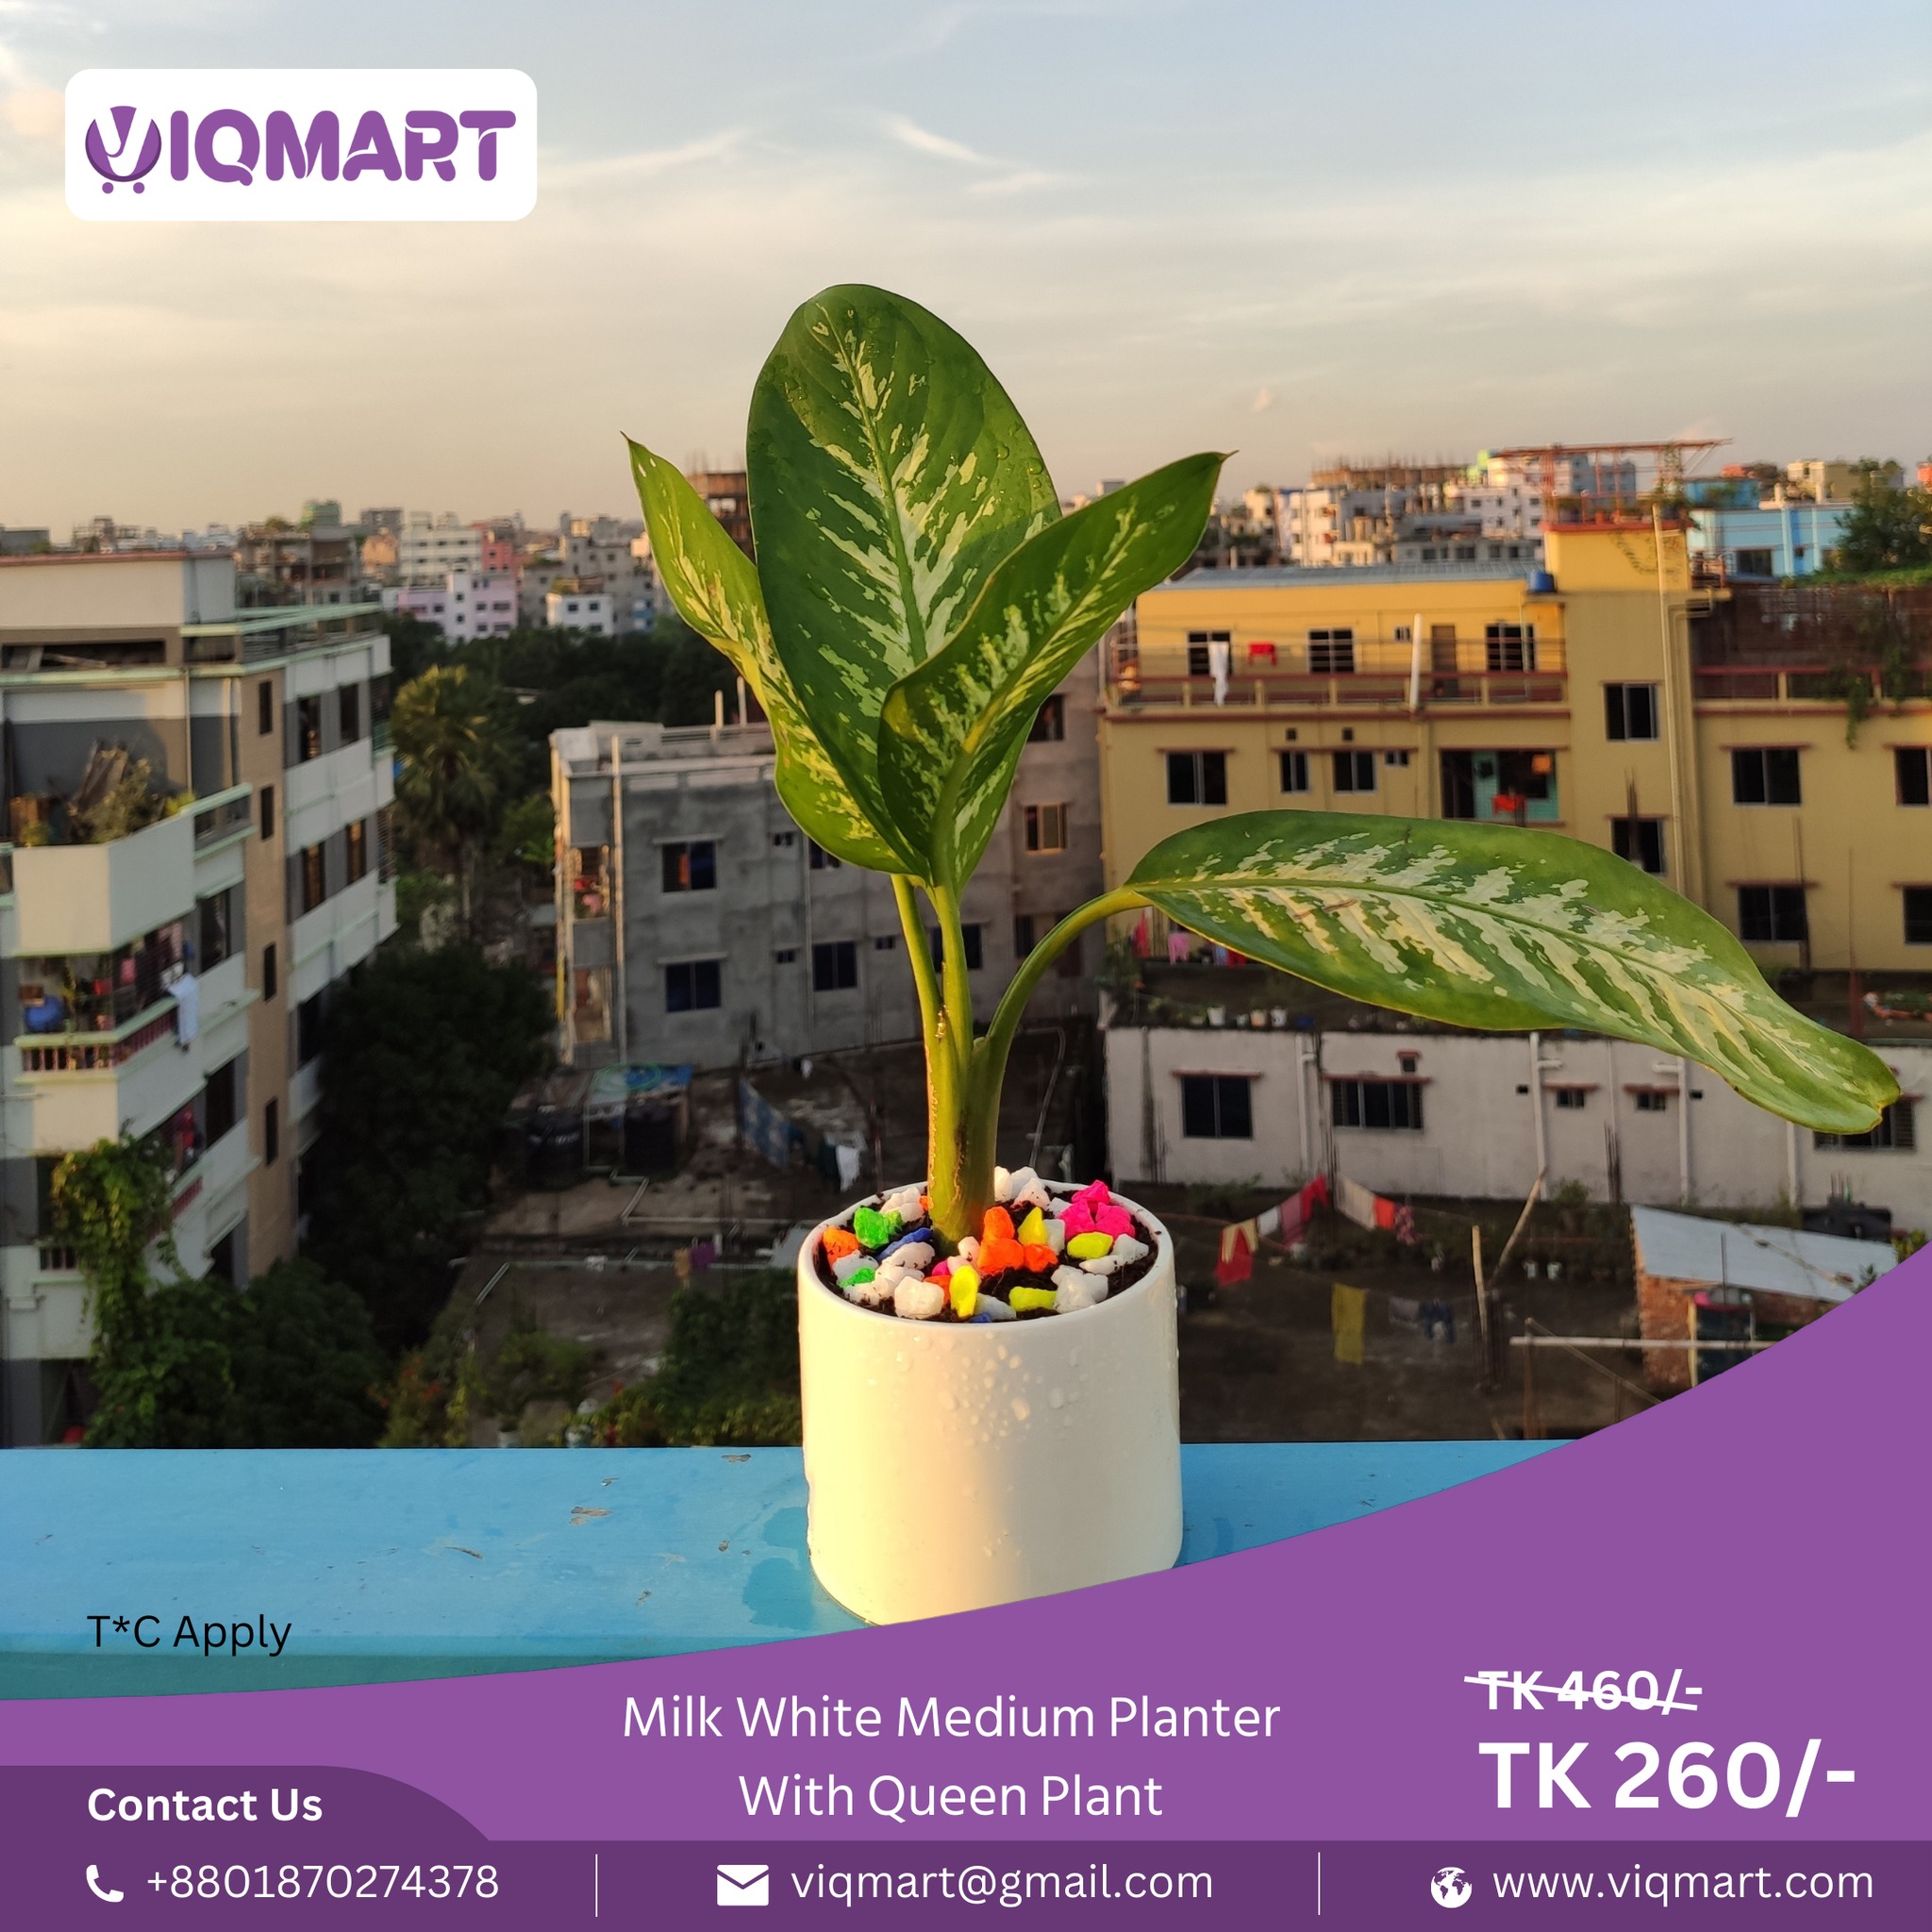 VIQMART
T*C Apply
Milk White Medium Planter
With Queen Plant
TK 460/-
TK 260/-
Contact Us
+8801870274378
viqmart@gmail.com
www.viqmart.com